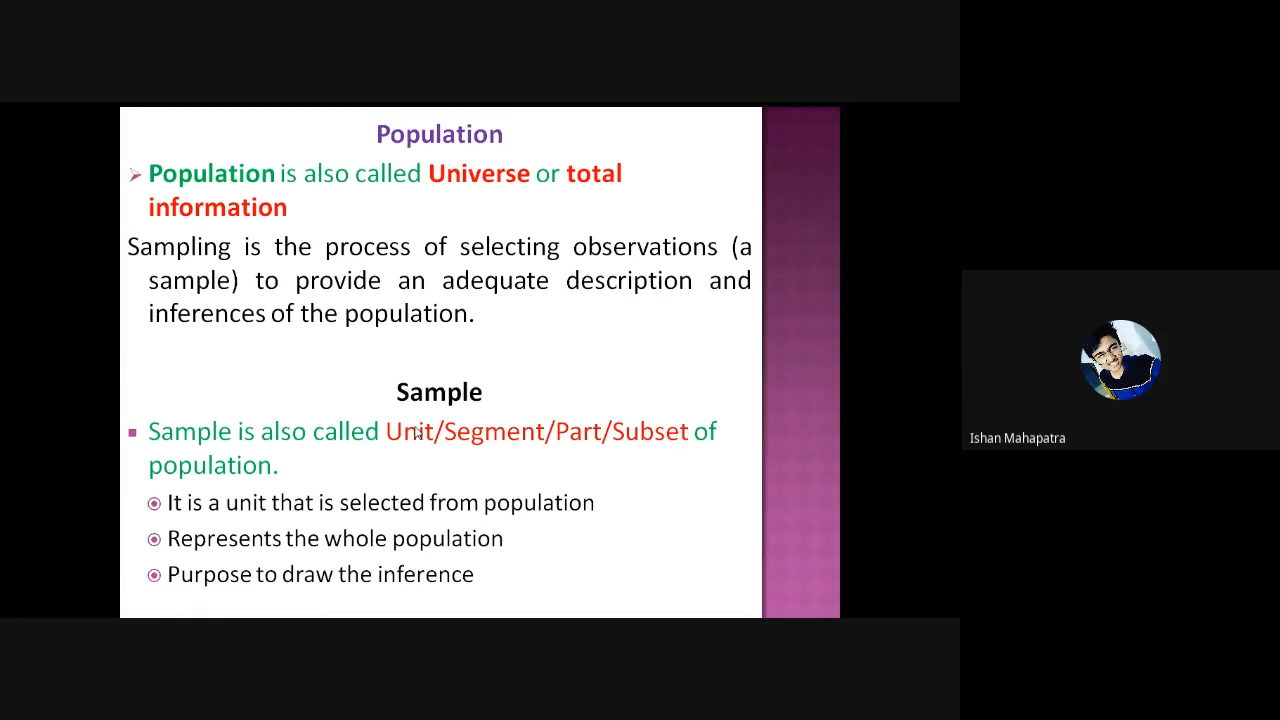 Population
Population is also called Universe or total
information
Sampling is the process of selecting observations (a
sample) to provide an adequate description and
inferences of the population.
Sample
Sample is also called Unit/Segment/Part/Subset of
population.
It is a unit that is selected from population
Represents the whole population
Purpose to draw the inference
Ishan Mahapatra